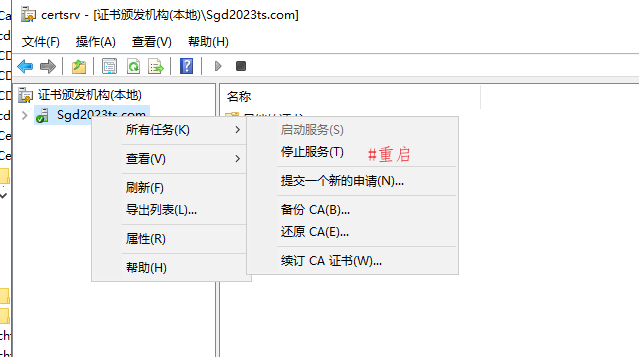 certsrv - [证书颁发机构(本地)\Sgd2023ts.com]
文件(F) 操作(A) 查看(V) 帮助(H)
证书颁发机构(本地)
Sgd2023ts.com
名称
所有任务(K)
查看(V)
刷新(F)
导出列表(L)...
属性(R)
帮助(H)
启动服务(S)
停止服务(T) #重启
提交一个新的申请(N)...
备份 CA(B)...
还原 CA(E)...
续订 CA 证书(W)...